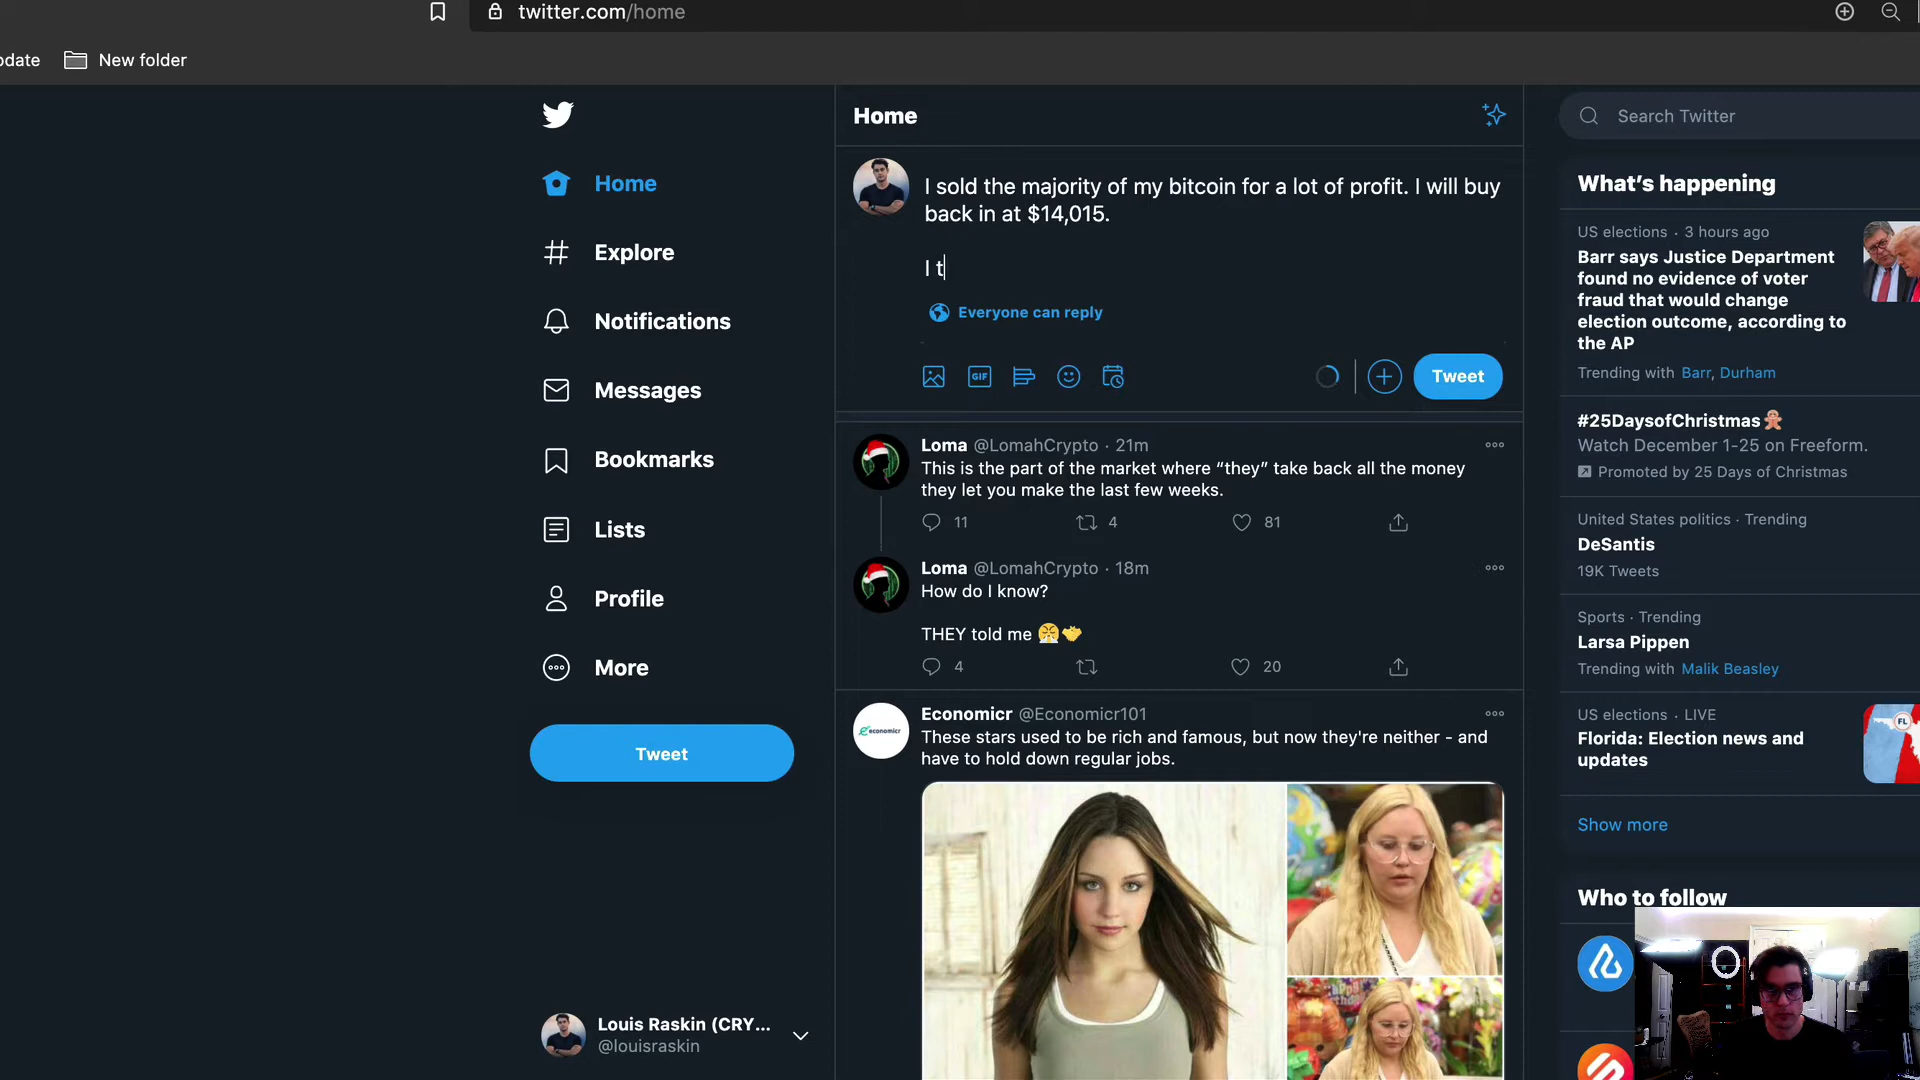 twitter.com/home
pdate
New folder
Home
Explore
Notifications
Messages
Bookmarks
Lists
Profile
More
Tweet
Louis Raskin (CRY...
@louisraskin
Home
I sold the majority of my bitcoin for a lot of profit. I will buy
back in at $14,015.
I t
Everyone can reply
GIF
Tweet
Loma @LomahCrypto · 21m
This is the part of the market where “they” take back all the money
they let you make the last few weeks.
11 4 81
Loma @LomahCrypto · 18m
How do I know?
THEY told me 😤🤝
4 20
economicr
Economicr @Economicr101
These stars used to be rich and famous, but now they're neither - and
have to hold down regular jobs.
Search Twitter
What’s happening
US elections · 3 hours ago
Barr says Justice Department
found no evidence of voter
fraud that would change
election outcome, according to
the AP
Trending with Barr, Durham
#25DaysofChristmas
Watch December 1-25 on Freeform.
Promoted by 25 Days of Christmas
United States politics · Trending
DeSantis
19K Tweets
Sports · Trending
Larsa Pippen
Trending with Malik Beasley
US elections · LIVE
Florida: Election news and
updates
FL
Show more
Who to follow